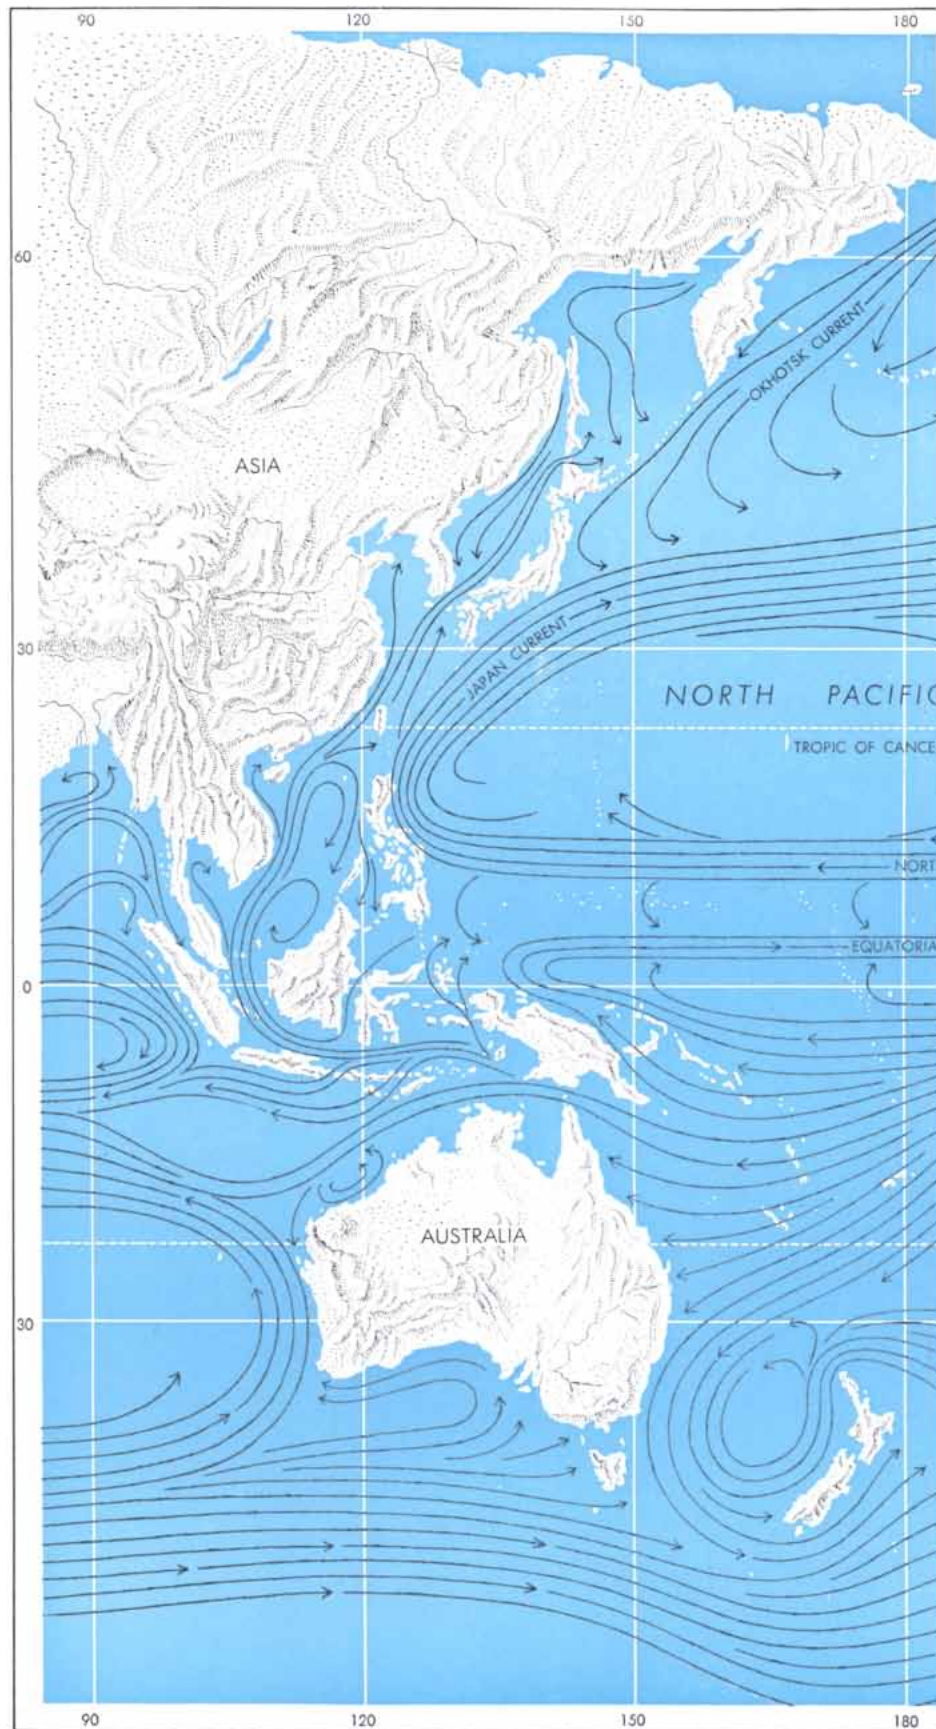 90 120 150 180
60
OKHOTSK CURRENT
ASIA
JAPAN CURRENT
30
NORTH PACIFIC
TROPIC OF CANCE
NORT
EQUATORIA
0
AUSTRALIA
30
90 120 150 180